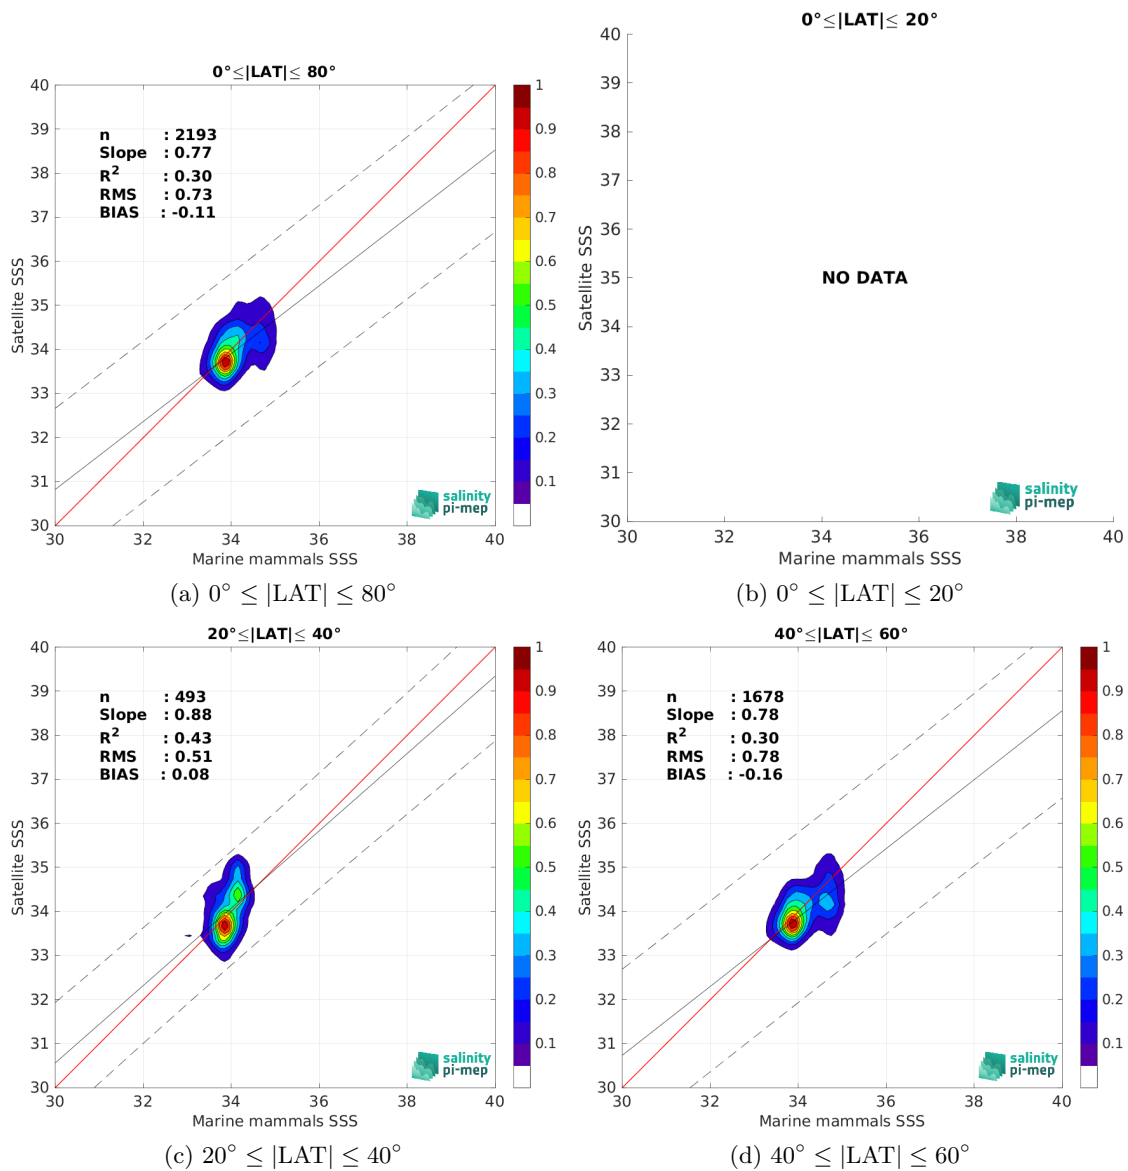 0°≤|LAT|≤ 80°
40
39
38
37
36
35
34
33
32
31
30
Satellite SSS
n : 2193
Slope : 0.77
R² : 0.30
RMS : 0.73
BIAS : -0.11
salinity
pi-mep
30 32 34 36 38 40
Marine mammals SSS
1
0.9
0.8
0.7
0.6
0.5
0.4
0.3
0.2
0.1
(a) 0° ≤ |LAT| ≤ 80°
0°≤|LAT|≤ 20°
40
39
38
37
36
35
34
33
32
31
30
Satellite SSS
NO DATA
salinity
pi-mep
30 32 34 36 38 40
Marine mammals SSS
(b) 0° ≤ |LAT| ≤ 20°
20°≤|LAT|≤ 40°
40
39
38
37
36
35
34
33
32
31
30
Satellite SSS
n : 493
Slope : 0.88
R² : 0.43
RMS : 0.51
BIAS : 0.08
salinity
pi-mep
30 32 34 36 38 40
Marine mammals SSS
1
0.9
0.8
0.7
0.6
0.5
0.4
0.3
0.2
0.1
(c) 20° ≤ |LAT| ≤ 40°
40°≤|LAT|≤ 60°
40
39
38
37
36
35
34
33
32
31
30
Satellite SSS
n : 1678
Slope : 0.78
R² : 0.30
RMS : 0.78
BIAS : -0.16
salinity
pi-mep
30 32 34 36 38 40
Marine mammals SSS
1
0.9
0.8
0.7
0.6
0.5
0.4
0.3
0.2
0.1
(d) 40° ≤ |LAT| ≤ 60°